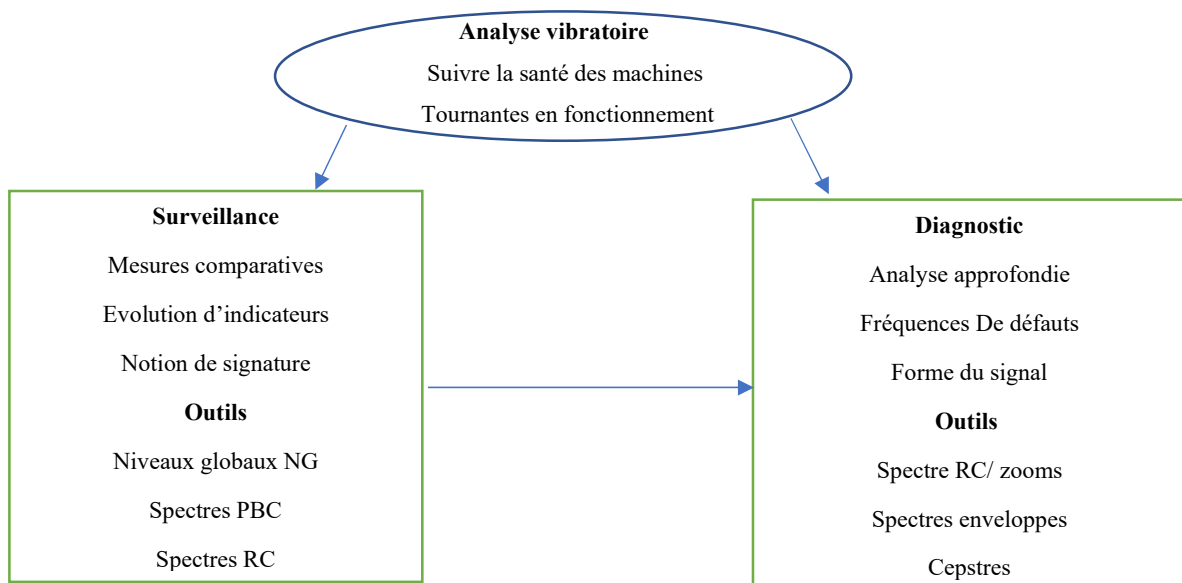 Analyse vibratoire
Suivre la santé des machines
Tournantes en fonctionnement
Surveillance
Mesures comparatives
Evolution d’indicateurs
Notion de signature
Outils
Niveaux globaux NG
Spectres PBC
Spectres RC
Diagnostic
Analyse approfondie
Fréquences De défauts
Forme du signal
Outils
Spectre RC/ zooms
Spectres enveloppes
Cepstres